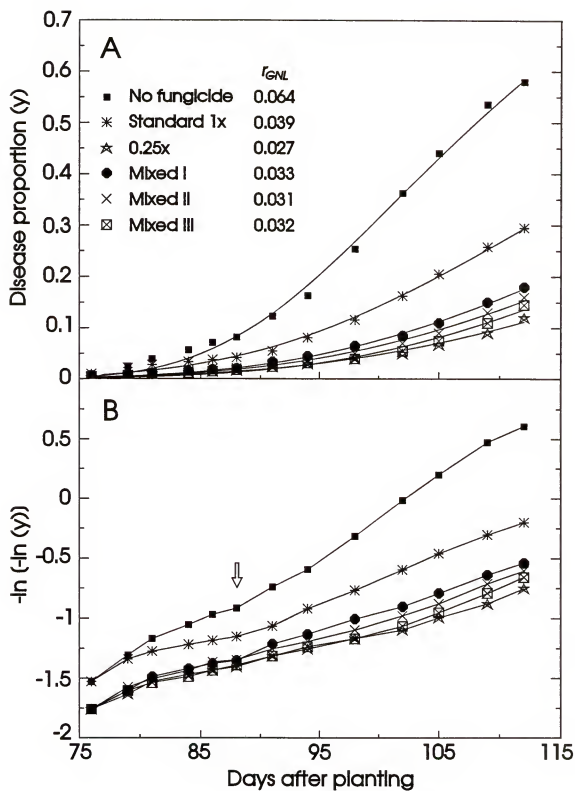 0.7
A
r_GNL
No fungicide 0.064
Standard 1x 0.039
0.25x 0.027
Mixed I 0.033
Mixed II 0.031
Mixed III 0.032
0.6
0.5
0.4
0.3
0.2
0.1
0
Disease proportion (y)
B
0.5
0
-0.5
-1
-1.5
-2
-ln (-ln (y))
75 85 95 105 115
Days after planting